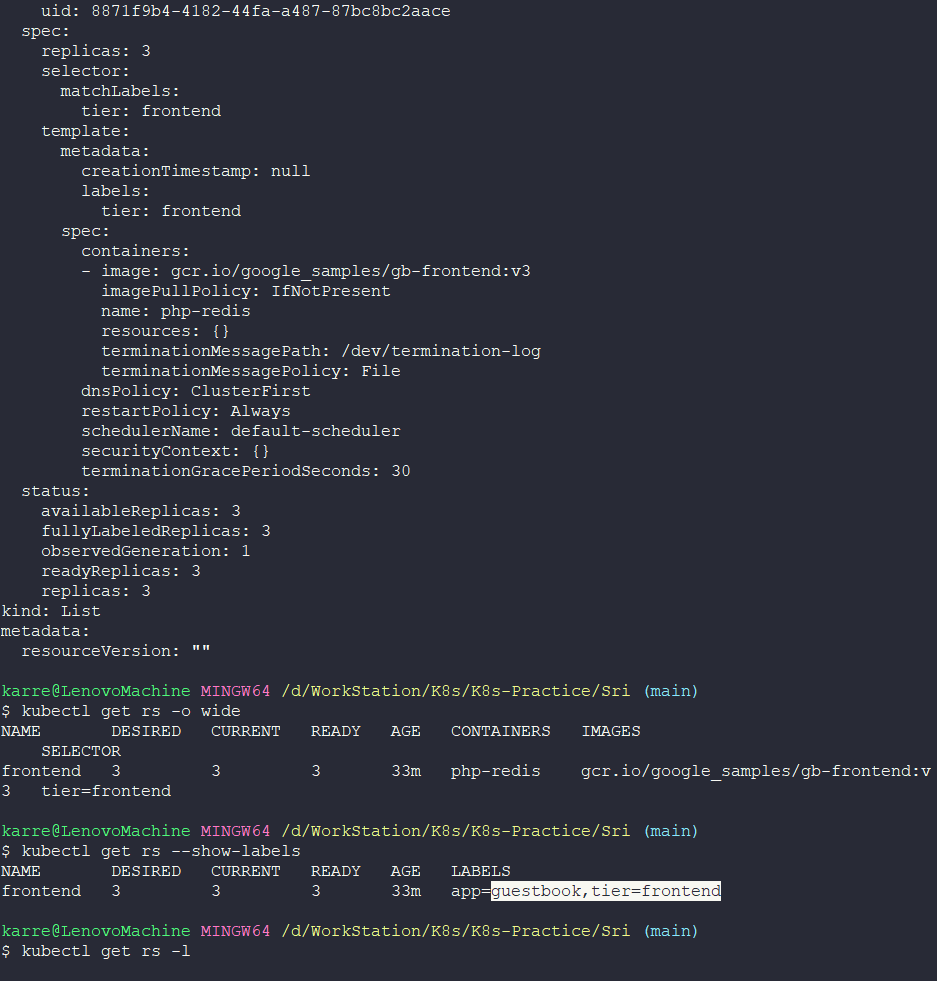 uid: 8871f9b4-4182-44fa-a487-87bc8bc2aace
spec:
replicas: 3
selector:
matchLabels:
tier: frontend
template:
metadata:
creationTimestamp: null
labels:
tier: frontend
spec:
containers:
- image: gcr.io/google_samples/gb-frontend:v3
imagePullPolicy: IfNotPresent
name: php-redis
resources: {}
terminationMessagePath: /dev/termination-log
terminationMessagePolicy: File
dnsPolicy: ClusterFirst
restartPolicy: Always
schedulerName: default-scheduler
securityContext: {}
terminationGracePeriodSeconds: 30
status:
availableReplicas: 3
fullyLabeledReplicas: 3
observedGeneration: 1
readyReplicas: 3
replicas: 3
kind: List
metadata:
resourceVersion: ""
karre@LenovoMachine MINGW64 /d/WorkStation/K8s/K8s-Practice/Sri (main)
$ kubectl get rs -o wide
NAME DESIRED CURRENT READY AGE CONTAINERS IMAGES
SELECTOR
frontend 3 3 3 33m php-redis gcr.io/google_samples/gb-frontend:v
3 tier=frontend
karre@LenovoMachine MINGW64 /d/WorkStation/K8s/K8s-Practice/Sri (main)
$ kubectl get rs --show-labels
NAME DESIRED CURRENT READY AGE LABELS
frontend 3 3 3 33m app=guestbook,tier=frontend
karre@LenovoMachine MINGW64 /d/WorkStation/K8s/K8s-Practice/Sri (main)
$ kubectl get rs -l